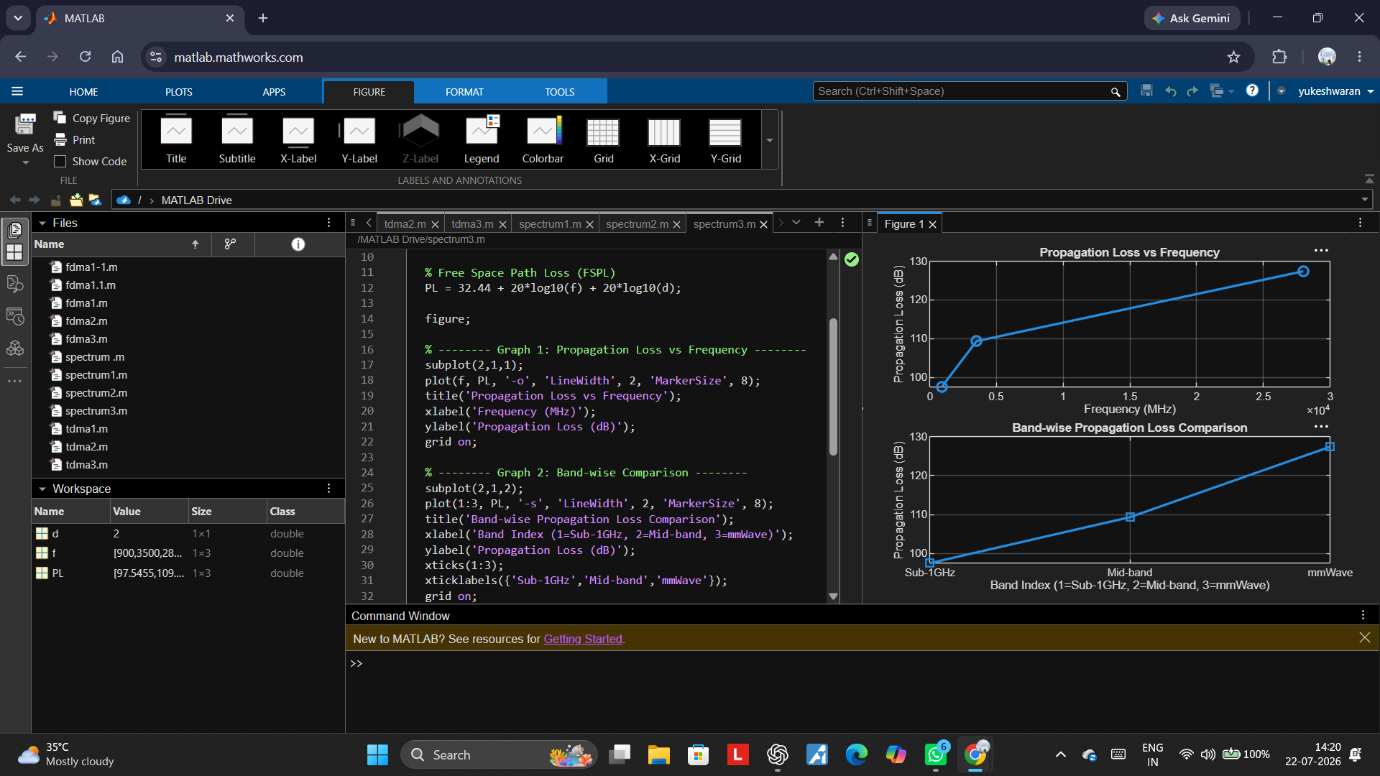 MATLAB
Ask Gemini
matlab.mathworks.com
HOME PLOTS APPS FIGURE FORMAT TOOLS
Search (Ctrl+Shift+Space)
yukeshwaran
Save As
Copy Figure
Print
Show Code
FILE
Title Subtitle X-Label Y-Label Z-Label Legend Colorbar Grid X-Grid Y-Grid
LABELS AND ANNOTATIONS
/ > MATLAB Drive
Files
Name
fdma1-1.m
fdma1.1.m
fdma1.m
fdma2.m
fdma3.m
spectrum .m
spectrum1.m
spectrum2.m
spectrum3.m
tdma1.m
tdma2.m
tdma3.m
Workspace
Name Value Size Class
d 2 1×1 double
f [900,3500,28... 1×3 double
PL [97.5455,109.... 1×3 double
tdma2.m tdma3.m spectrum1.m spectrum2.m spectrum3.m
/MATLAB Drive/spectrum3.m
10
11 % Free Space Path Loss (FSPL)
12 PL = 32.44 + 20*log10(f) + 20*log10(d);
13
14 figure;
15
16 % -------- Graph 1: Propagation Loss vs Frequency --------
17 subplot(2,1,1);
18 plot(f, PL, '-o', 'LineWidth', 2, 'MarkerSize', 8);
19 title('Propagation Loss vs Frequency');
20 xlabel('Frequency (MHz)');
21 ylabel('Propagation Loss (dB)');
22 grid on;
23
24 % -------- Graph 2: Band-wise Comparison --------
25 subplot(2,1,2);
26 plot(1:3, PL, '-s', 'LineWidth', 2, 'MarkerSize', 8);
27 title('Band-wise Propagation Loss Comparison');
28 xlabel('Band Index (1=Sub-1GHz, 2=Mid-band, 3=mmWave)');
29 ylabel('Propagation Loss (dB)');
30 xticks(1:3);
31 xticklabels({'Sub-1GHz','Mid-band','mmWave'});
32 grid on;
Figure 1
Propagation Loss vs Frequency
Propagation Loss (dB)
130
120
110
100
0 0.5 1 1.5 2 2.5 3
Frequency (MHz)
×10⁴
Band-wise Propagation Loss Comparison
Propagation Loss (dB)
130
120
110
100
Sub-1GHz Mid-band mmWave
Band Index (1=Sub-1GHz, 2=Mid-band, 3=mmWave)
Command Window
New to MATLAB? See resources for Getting Started.
>>
35°C
Mostly cloudy
Search
L
6
ENG
IN
100%
14:20
22-07-2026